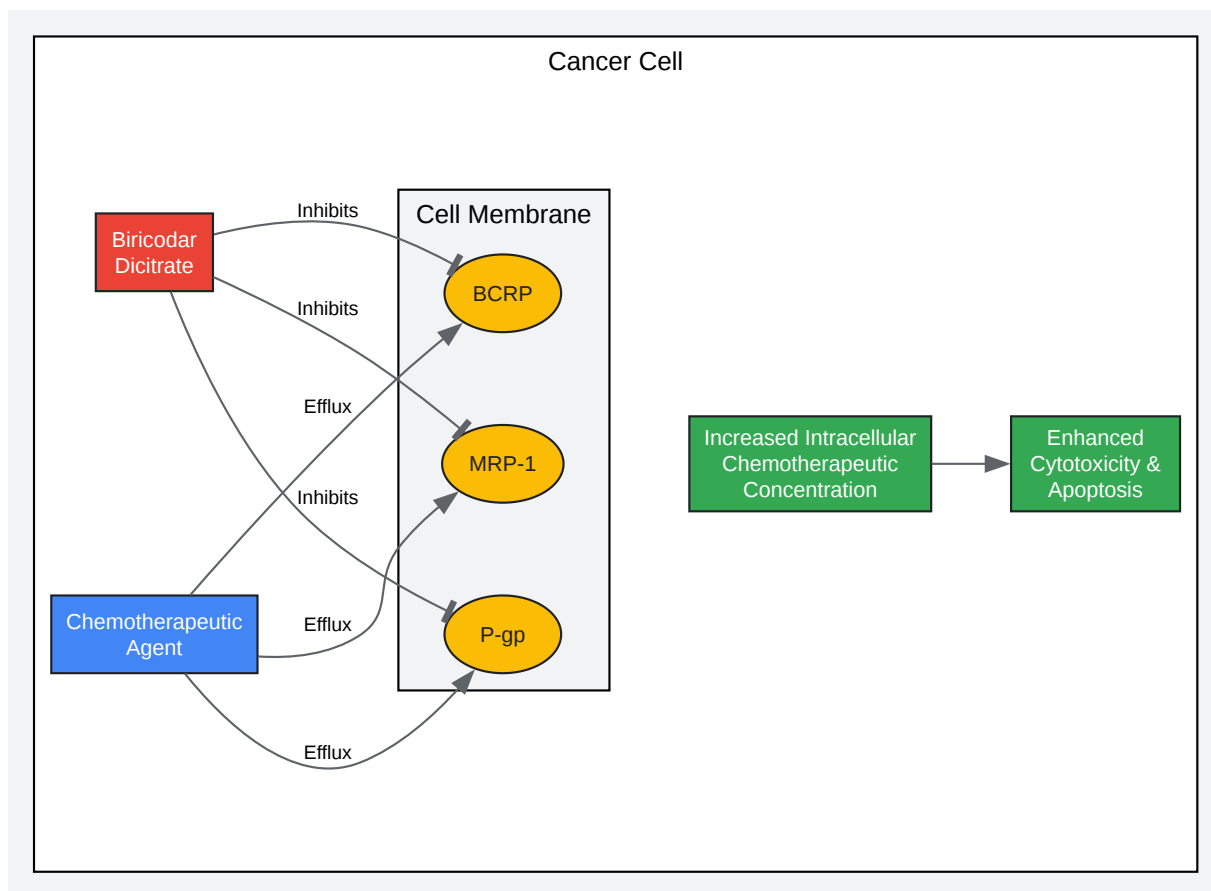 Cancer Cell
Cell Membrane
Biricodar
Dicitrate
Inhibits
BCRP
Inhibits
Efflux
MRP-1
Inhibits
Increased Intracellular
Chemotherapeutic
Concentration
Enhanced
Cytotoxicity &
Apoptosis
Chemotherapeutic
Agent
Efflux
P-gp
Efflux